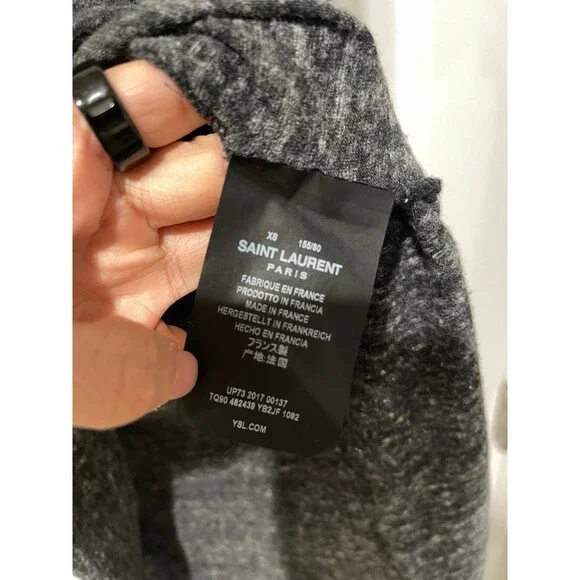 XS 155/80
SAINT LAURENT
PARIS
FABRIQUE EN FRANCE
PRODOTTO IN FRANCIA
MADE IN FRANCE
HERGESTELLT IN FRANKREICH
HECHO EN FRANCIA
フランス製
产地:法国
UP73 2017 00137
TQ90 482439 YB2JF 1092
YSL.COM